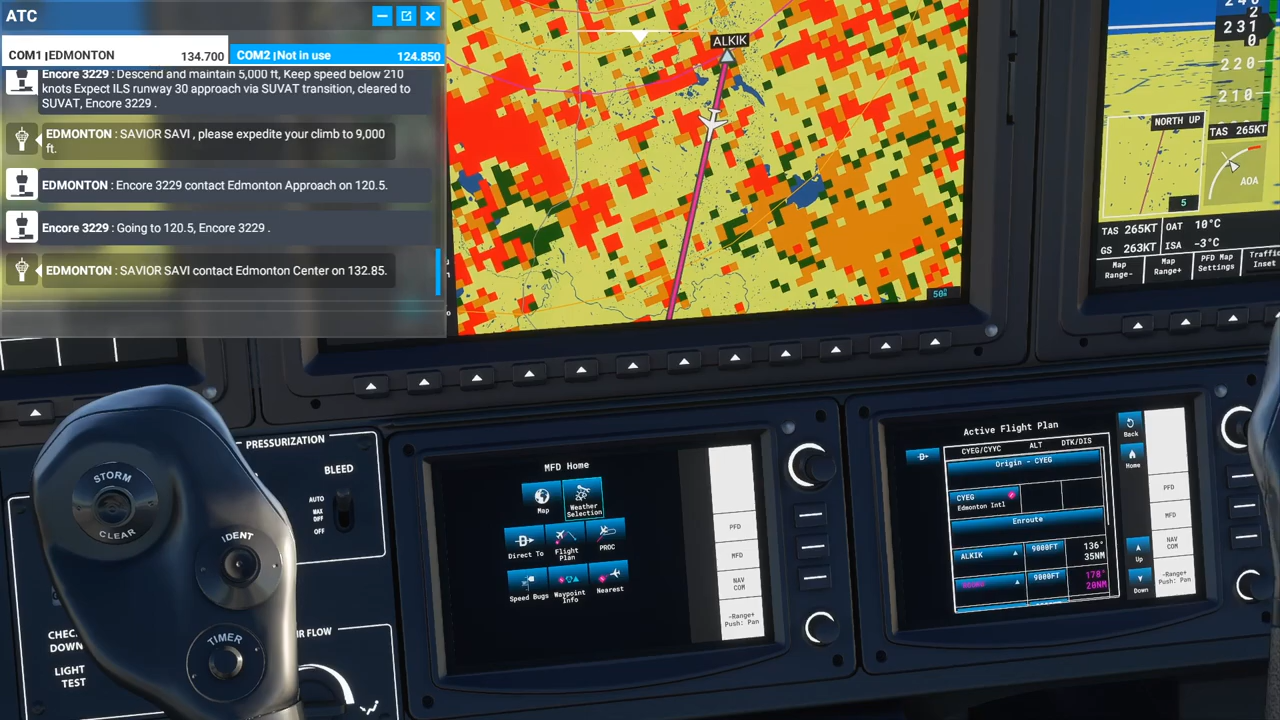 ATC
COM1 | EDMONTON 134.700
COM2 | Not in use 124.850
Encore 3229 : Descend and maintain 5,000 ft, Keep speed below 210
knots Expect ILS runway 30 approach via SUVAT transition, cleared to
SUVAT, Encore 3229 .
EDMONTON : SAVIOR SAVI , please expedite your climb to 9,000
ft.
EDMONTON : Encore 3229 contact Edmonton Approach on 120.5.
Encore 3229 : Going to 120.5, Encore 3229 .
EDMONTON : SAVIOR SAVI contact Edmonton Center on 132.85.
ALKIK
231
220
210
NORTH UP
TAS 265KT
AOA
5
TAS 265KT
GS 263KT
OAT 10°C
ISA -3°C
Map
Range-
Map
Range+
PFD Map
Settings
Traffic
Inset
STORM
CLEAR
IDENT
TIMER
PRESSURIZATION
BLEED
AUTO
MAX
DIFF
OFF
LIGHT
TEST
MFD Home
Map
Weather
Selection
Direct To
Flight
Plan
PROC
Speed Bugs
Waypoint
Info
Nearest
PFD
MFD
NAV
COM
-Range+
Push: Pan
Active Flight Plan
CYEG/CYYC ALT DTK/DIS
Origin - CYEG
CYEG
Edmonton Intl
Enroute
ALKIK 9000FT 136°
35NM
9000FT 178°
20NM
Back
Home
Up
Down
PFD
MFD
NAV
COM
-Range+
Push: Pan